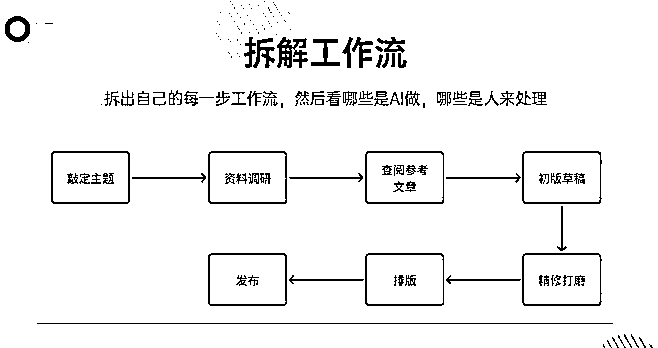 拆解工作流
拆出自己的每一步工作流，然后看哪些是AI做，哪些是人来处理
敲定主题
资料调研
查阅参考
文章
初版草稿
精修打磨
排版
发布